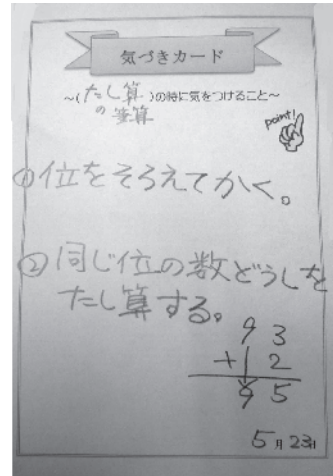 気づきカード
~(たし算の筆算)の時に気をつけること~
point!
①位をそろえてかく。
②同じ位の数どうしを
たし算する。
93
+12
95
5月23日